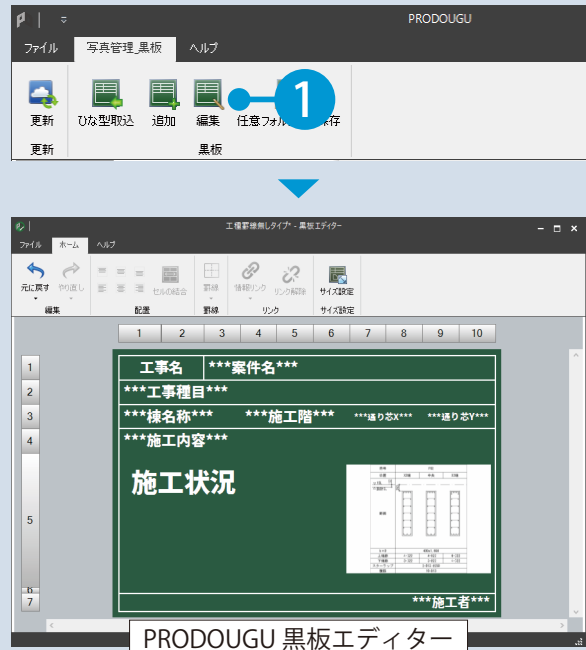 PRODOUGU
ファイル 写真管理_黒板 ヘルプ
更新 ひな型取込 追加 編集 任意フォル 存
1
更新 黒板
工種罫線無しタイプ* - 黒板エディター
ファイル ホーム ヘルプ
元に戻す やり直し セルの結合 罫線 情報リンク リンク解除 サイズ設定
編集 配置 罫線 リンク サイズ設定
1 2 3 4 5 6 7 8 9 10
1 工事名 ***案件名***
2 ***工事種目***
3 ***棟名称*** ***施工階*** ***通り芯X*** ***通り芯Y***
4 ***施工内容***
施工状況
5
6
7 ***施工者***
PRODOUGU 黒板エディター